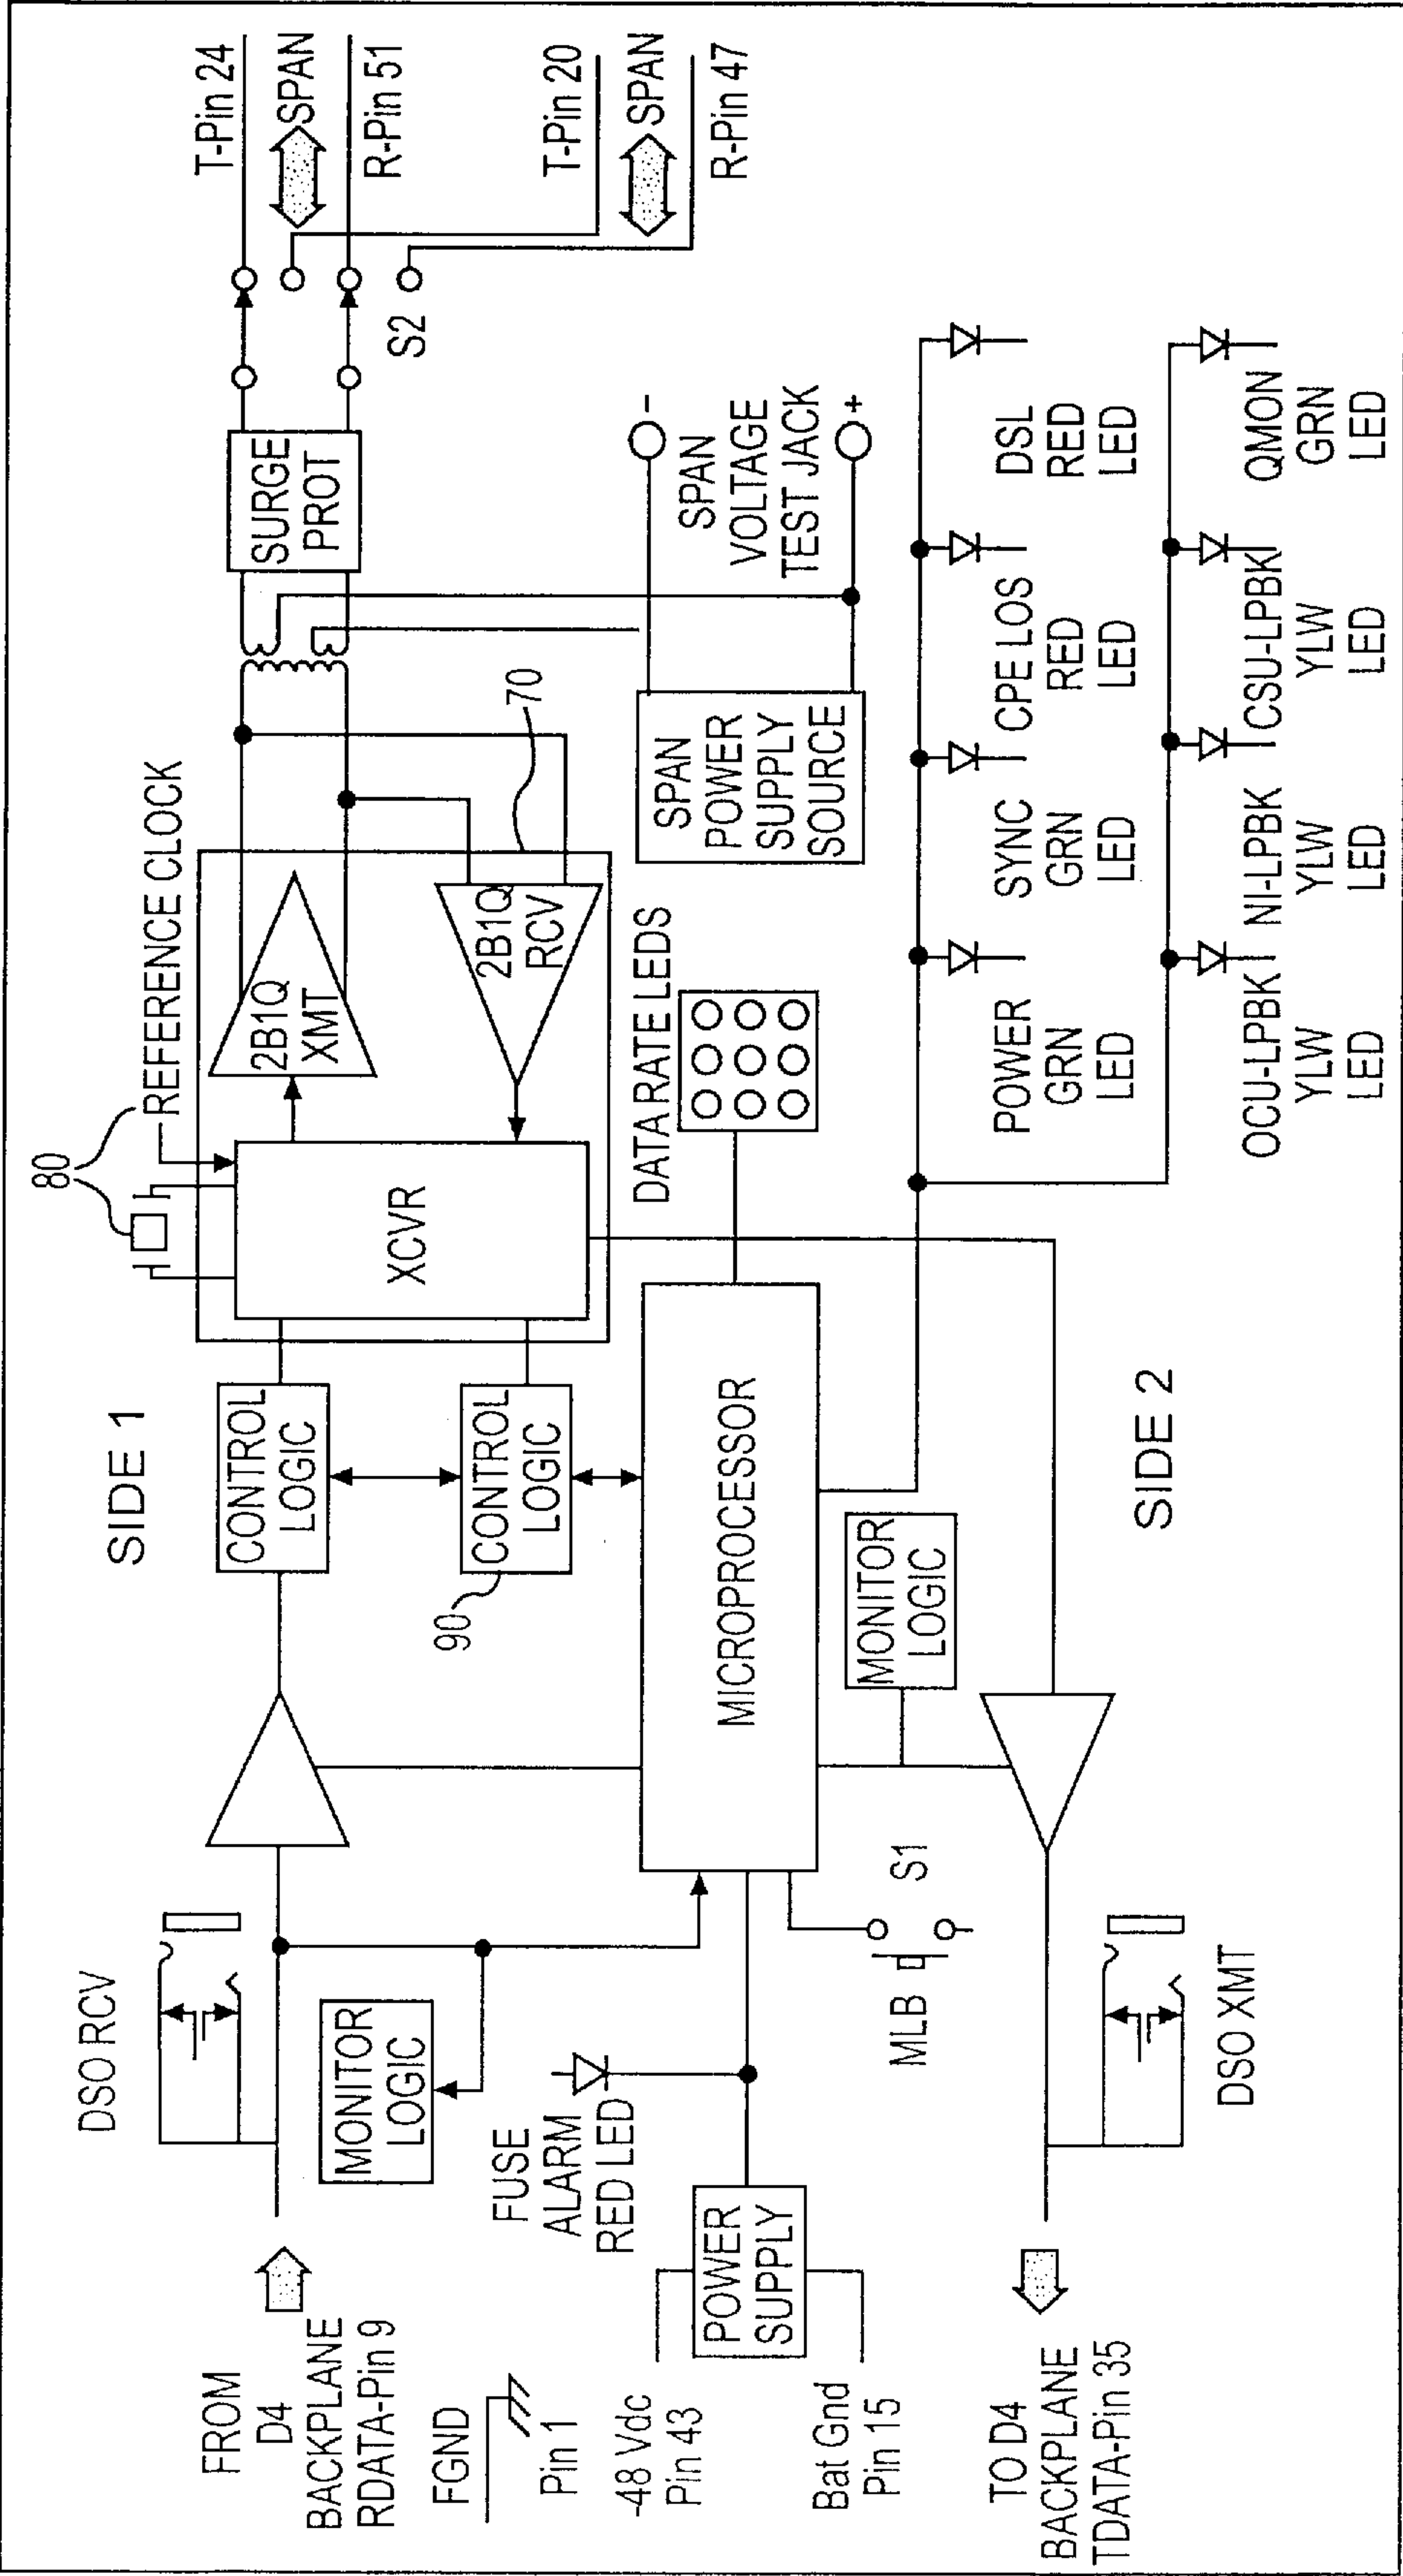 SIDE 1
80
REFERENCE CLOCK
DSO RCV
FROM
D4
BACKPLANE
RDATA-Pin 9
CONTROL
LOGIC
XCVR
2B1Q
XMT
2B1Q
RCV
70
SURGE
PROT
S2
T-Pin 24
SPAN
R-Pin 51
T-Pin 20
SPAN
R-Pin 47
MONITOR
LOGIC
90
CONTROL
LOGIC
FGND
Pin 1
FUSE
ALARM
RED LED
-48 Vdc
Pin 43
POWER
SUPPLY
Bat Gnd
Pin 15
MICROPROCESSOR
DATA RATE LEDS
SPAN
POWER
SUPPLY
SOURCE
-
SPAN
VOLTAGE
TEST JACK
+
MLB
S1
MONITOR
LOGIC
POWER
GRN
LED
SYNC
GRN
LED
CPE LOS
RED
LED
DSL
RED
LED
TO D4
BACKPLANE
TDATA-Pin 35
DSO XMT
SIDE 2
OCU-LPBK
YLW
LED
NI-LPBK
YLW
LED
CSU-LPBK
YLW
LED
QMON
GRN
LED